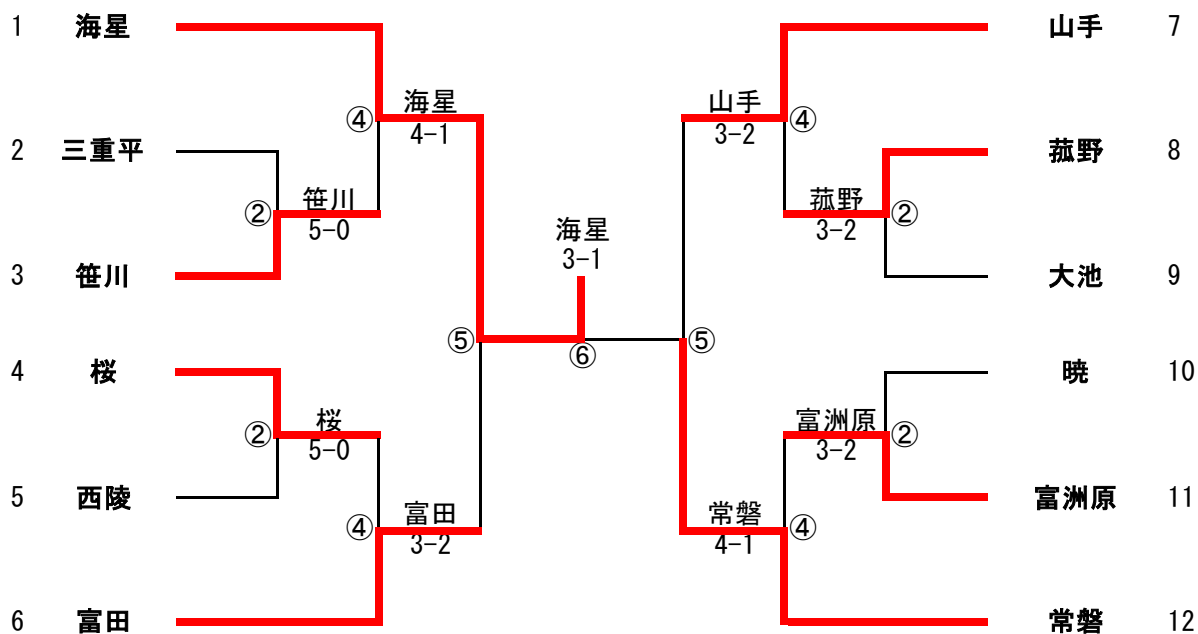 1 海星
山手 7
海星
④
4-1
山手
④
3-2
2 三重平
菰野 8
笹川
②
5-0
菰野
②
3-2
海星
3-1
3 笹川
大池 9
⑤
⑥
⑤
4 桜
暁 10
桜
②
5-0
富洲原
②
3-2
5 西陵
富洲原 11
富田
④
3-2
常磐
④
4-1
6 富田
常磐 12